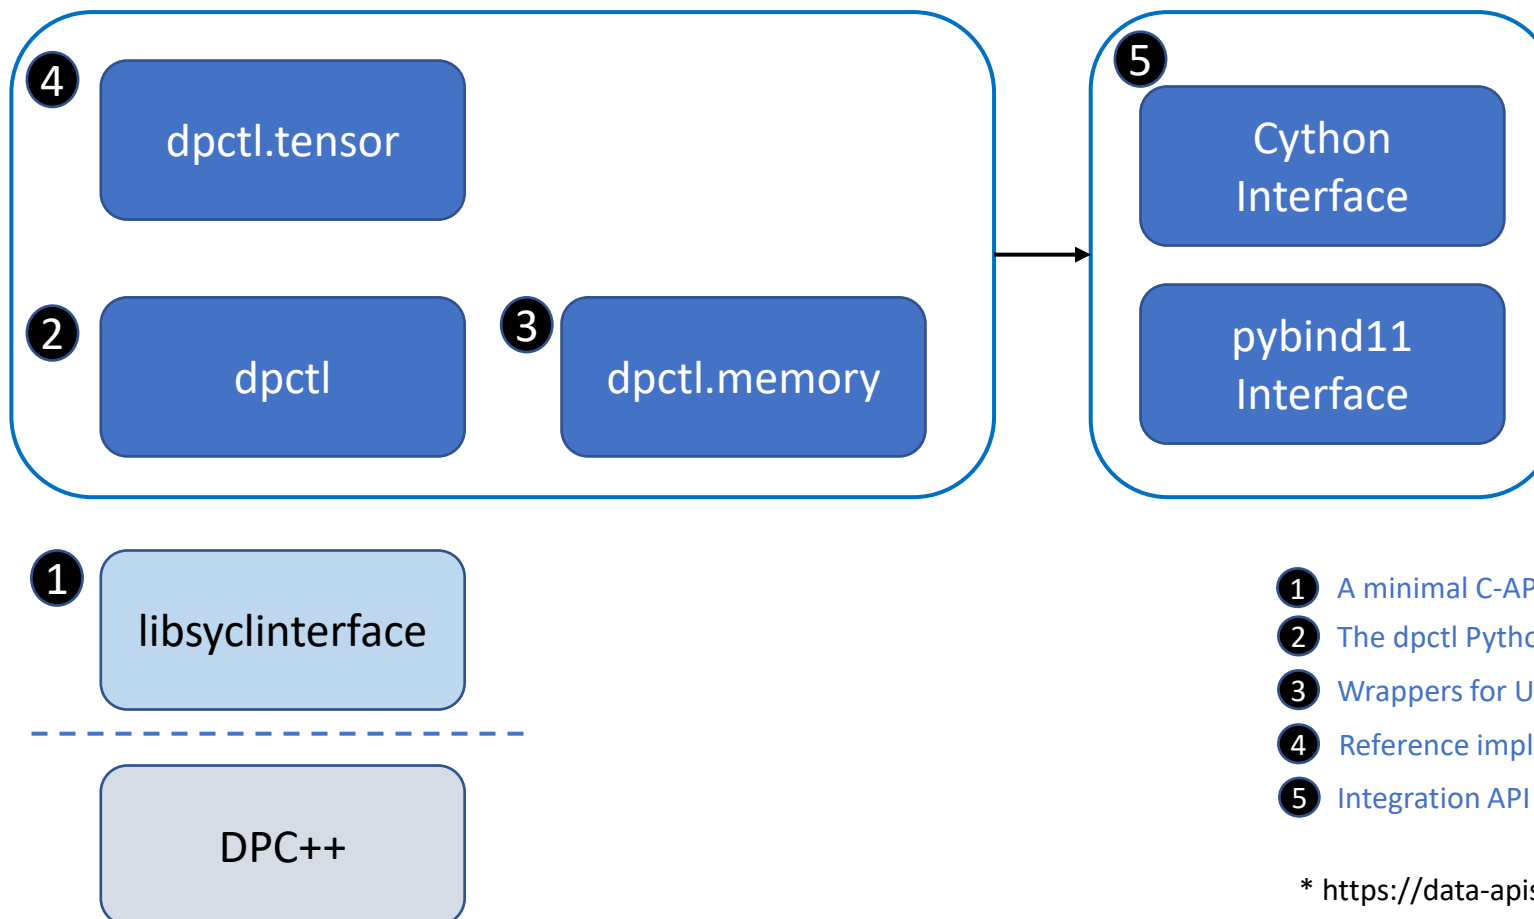 4
dpctl.tensor
2
dpctl
3
dpctl.memory
5
Cython
Interface
pybind11
Interface
1
libsyclinterface
DPC++
1 A minimal C-AP
2 The dpctl Pytho
3 Wrappers for U
4 Reference impl
5 Integration API
* https://data-apis